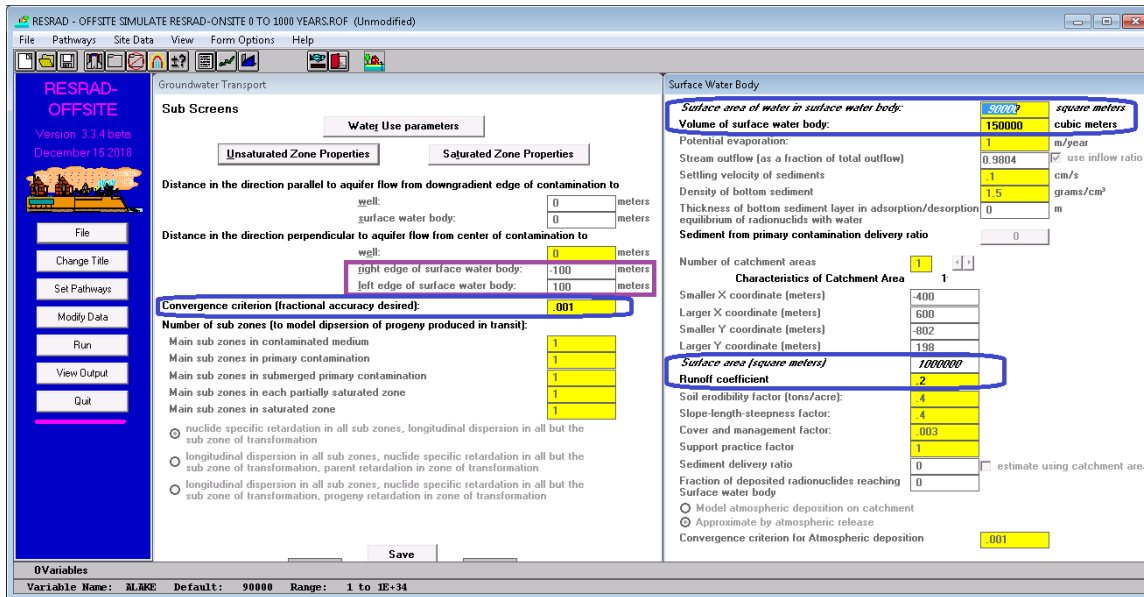 RESRAD - OFFSITE SIMULATE RESRAD-ONSITE 0 TO 1000 YEARS.ROF (Unmodified)
File Pathways Site Data View Form Options Help
RESRAD-
OFFSITE
Version 3.3.4 beta
December 15 2018
File
Change Title
Set Pathways
Modify Data
Run
View Output
Quit
Groundwater Transport
Sub Screens
Water Use parameters
Unsaturated Zone Properties Saturated Zone Properties
Distance in the direction parallel to aquifer flow from downgradient edge of contamination to
well: 0 meters
surface water body: 0 meters
Distance in the direction perpendicular to aquifer flow from center of contamination to
well: 0 meters
right edge of surface water body: -100 meters
left edge of surface water body: 100 meters
Convergence criterion (fractional accuracy desired): .001
Number of sub zones (to model dipsersion of progeny produced in transit):
Main sub zones in contaminated medium 1
Main sub zones in primary contamination 1
Main sub zones in submerged primary contamination 1
Main sub zones in each partially saturated zone 1
Main sub zones in saturated zone 1
nuclide specific retardation in all sub zones, longitudinal dispersion in all but the
sub zone of transformation
longitudinal dispersion in all sub zones, nuclide specific retardation in all but the
sub zone of transformation, parent retardation in zone of transformation
longitudinal dispersion in all sub zones, nuclide specific retardation in all but the
sub zone of transformation, progeny retardation in zone of transformation
Save
Surface Water Body
Surface area of water in surface water body: 90000 square meters
Volume of surface water body: 150000 cubic meters
Potential evaporation: 1 m/year
Stream outflow (as a fraction of total outflow) 0.9804 use inflow ratio
Settling velocity of sediments .1 cm/s
Density of bottom sediment 1.5 grams/cm³
Thickness of bottom sediment layer in adsorption/desorption 0 m
equilibrium of radionuclids with water
Sediment from primary contamination delivery ratio 0
Number of catchment areas 1
Characteristics of Catchment Area 1
Smaller X coordinate (meters) -400
Larger X coordinate (meters) 600
Smaller Y coordinate (meters) -802
Larger Y coordinate (meters) 198
Surface area (square meters) 1000000
Runoff coefficient .2
Soil erodibility factor (tons/acre): .4
Slope-length-steepness factor: .4
Cover and management factor: .003
Support practice factor 1
Sediment delivery ratio 0 estimate using catchment are
Fraction of deposited radionuclides reaching 0
Surface water body
Model atmospheric deposition on catchment
Approximate by atmospheric release
Convergence criterion for Atmospheric deposition .001
0Variables
Variable Name: ALAKE Default: 90000 Range: 1 to 1E+34